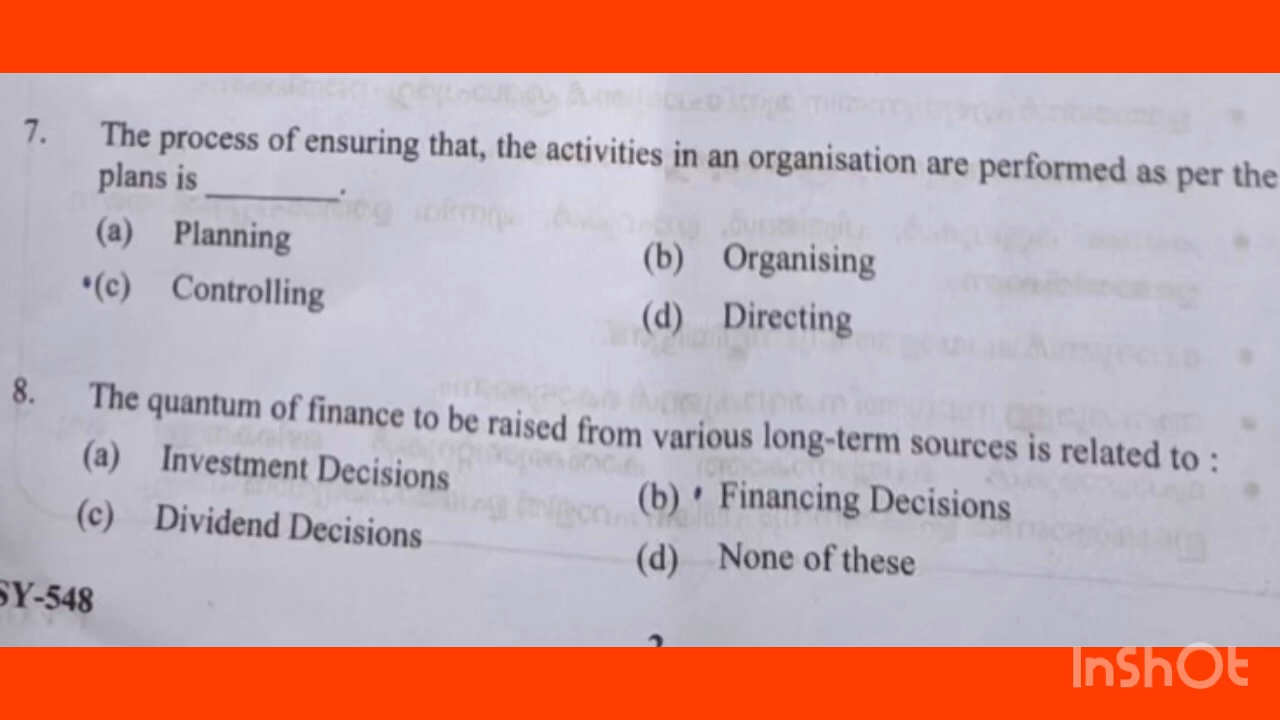 7. The process of ensuring that, the activities in an organisation are performed as per the
plans is ________.
(a) Planning
(b) Organising
(c) Controlling
(d) Directing
8. The quantum of finance to be raised from various long-term sources is related to :
(a) Investment Decisions
(b) Financing Decisions
(c) Dividend Decisions
(d) None of these
SY-548
InShOt